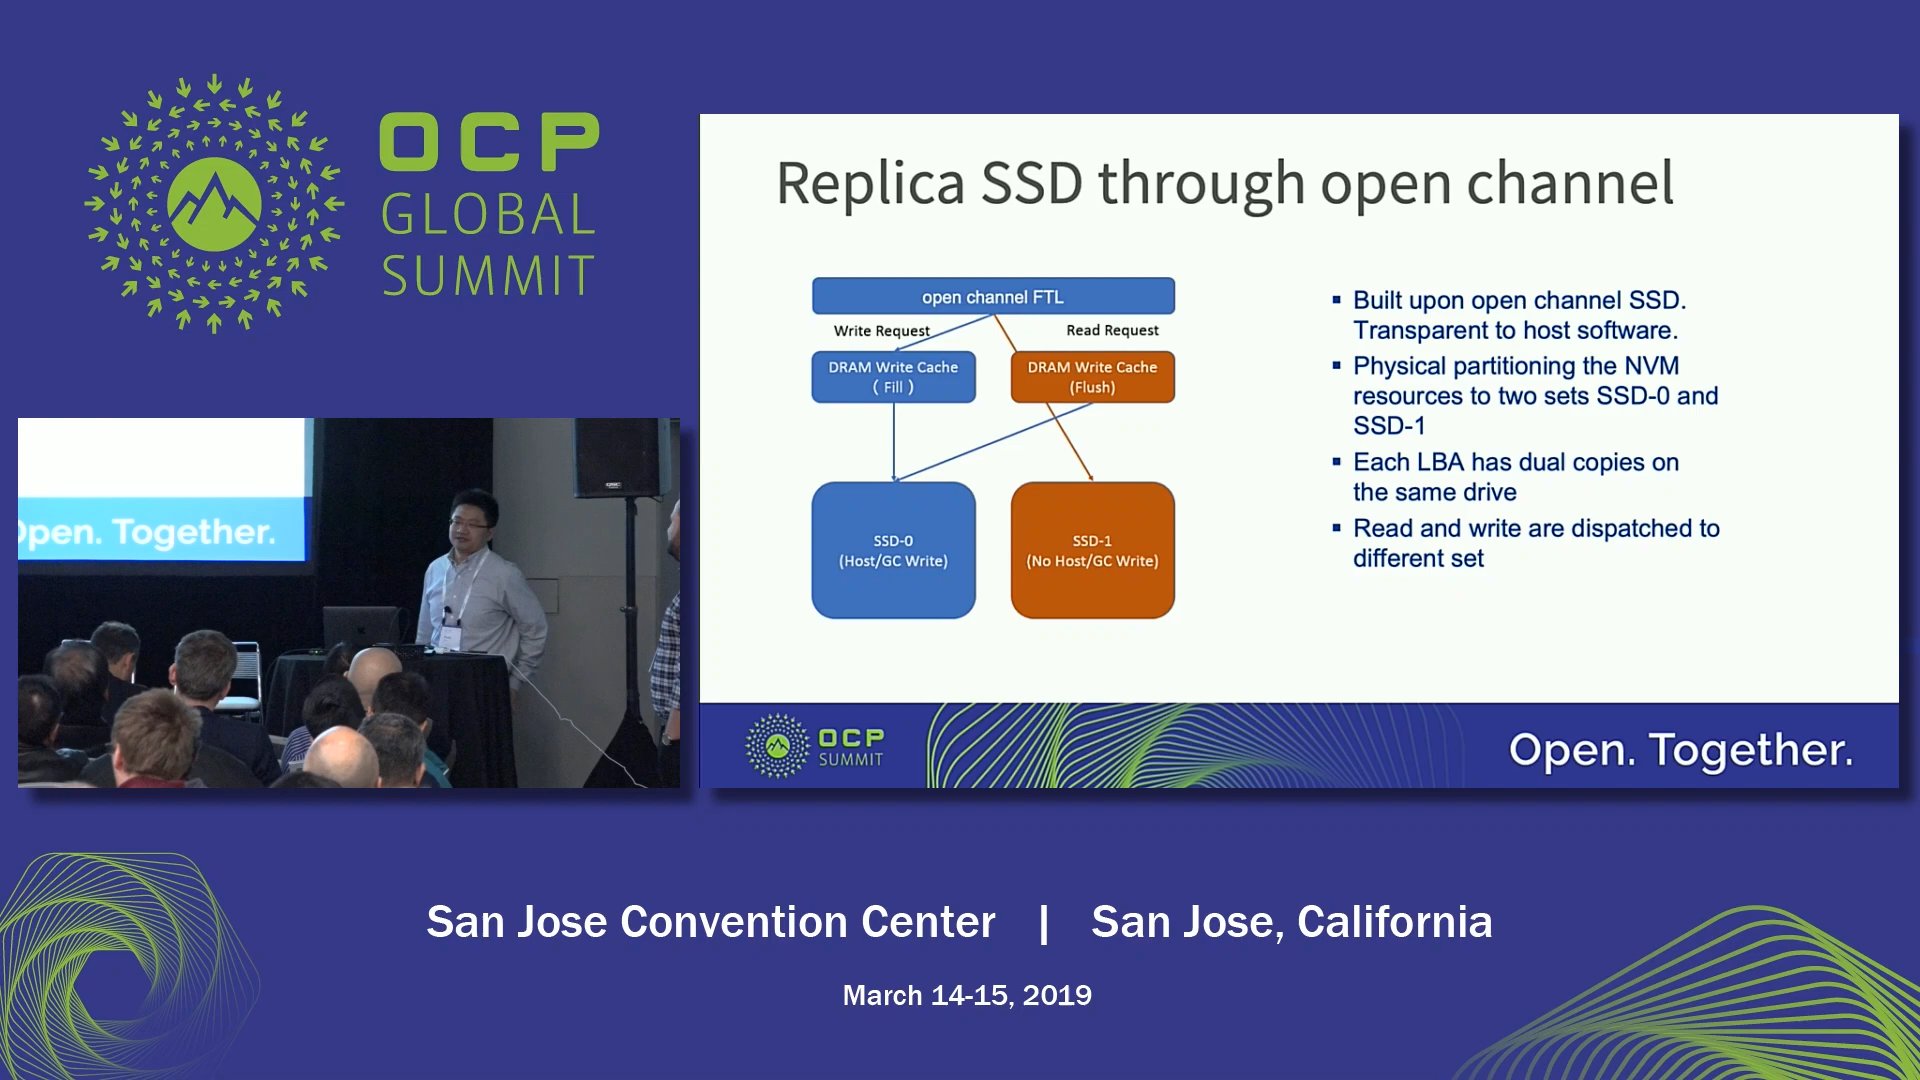 OCP
GLOBAL
SUMMIT
Replica SSD through open channel
open channel FTL
Write Request
Read Request
DRAM Write Cache
( Fill )
DRAM Write Cache
(Flush)
SSD-0
(Host/GC Write)
SSD-1
(No Host/GC Write)
▪ Built upon open channel SSD.
Transparent to host software.
▪ Physical partitioning the NVM
resources to two sets SSD-0 and
SSD-1
▪ Each LBA has dual copies on
the same drive
▪ Read and write are dispatched to
different set
Open. Together.
OCP
SUMMIT
Open. Together.
San Jose Convention Center | San Jose, California
March 14-15, 2019